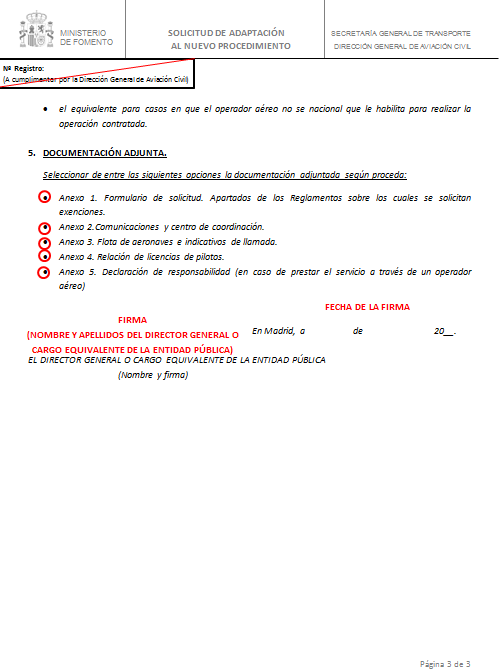 MINISTERIO
DE FOMENTO
SOLICITUD DE ADAPTACIÓN
AL NUEVO PROCEDIMIENTO
SECRETARÍA GENERAL DE TRANSPORTE
DIRECCIÓN GENERAL DE AVIACIÓN CIVIL
Nº Registro:
(A cumplimentar por la Dirección General de Aviación Civil)
• el equivalente para casos en que el operador aéreo no se nacional que le habilita para realizar la
operación contratada.
5. DOCUMENTACIÓN ADJUNTA.
Seleccionar de entre las siguientes opciones la documentación adjuntada según proceda:
• Anexo 1. Formulario de solicitud. Apartados de los Reglamentos sobre los cuales se solicitan
exenciones.
• Anexo 2.Comunicaciones y centro de coordinación.
• Anexo 3. Flota de aeronaves e indicativos de llamada.
• Anexo 4. Relación de licencias de pilotos.
• Anexo 5. Declaración de responsabilidad (en caso de prestar el servicio a través de un operador
aéreo)
FECHA DE LA FIRMA
FIRMA
(NOMBRE Y APELLIDOS DEL DIRECTOR GENERAL O
CARGO EQUIVALENTE DE LA ENTIDAD PÚBLICA)
En Madrid, a de 20__.
EL DIRECTOR GENERAL O CARGO EQUIVALENTE DE LA ENTIDAD PÚBLICA
(Nombre y firma)
Página 3 de 3